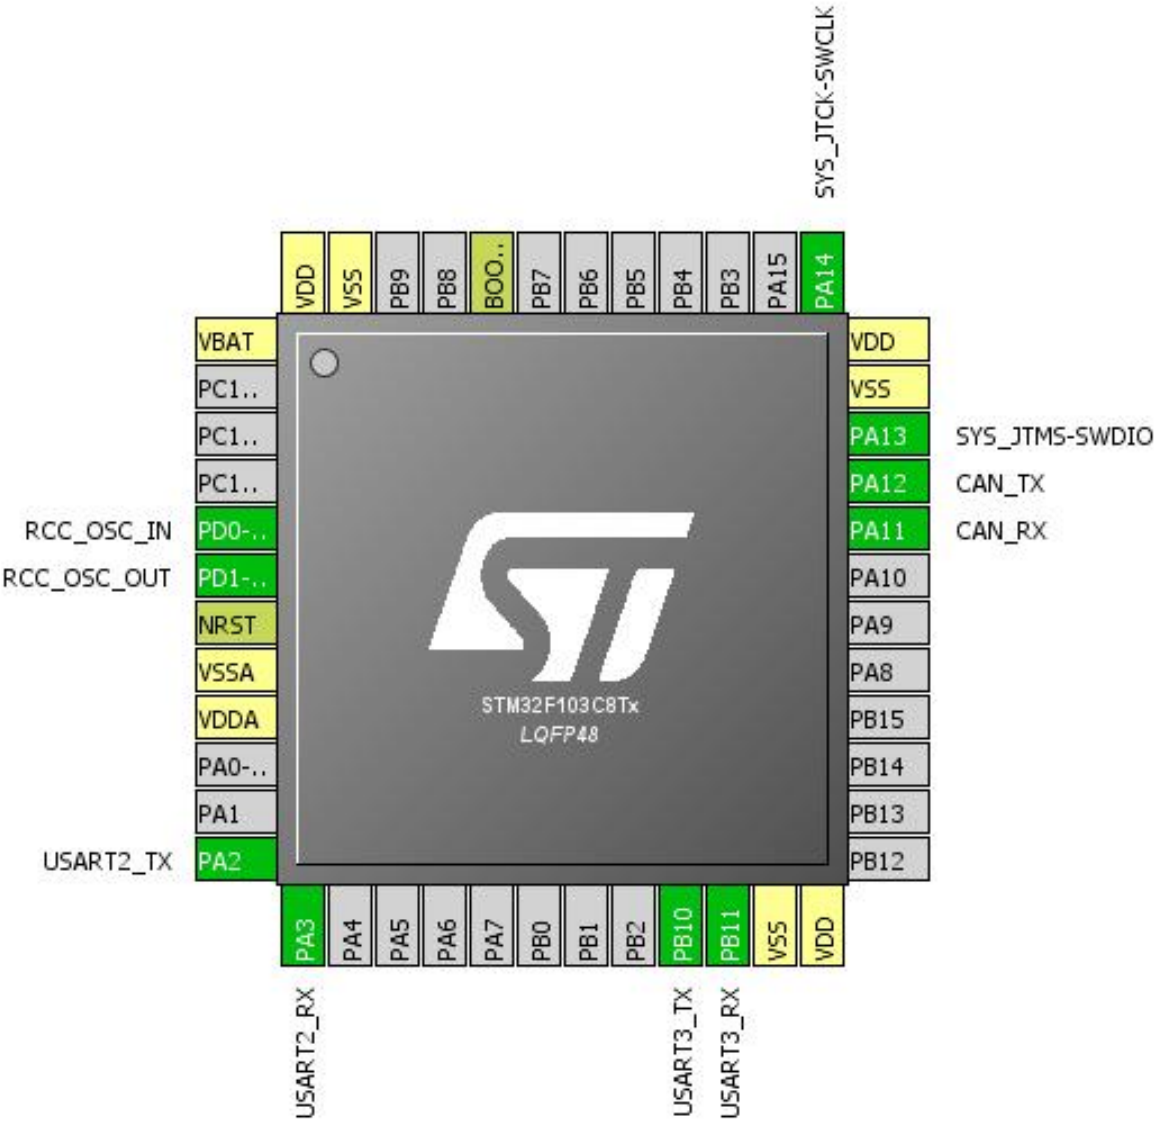 SYS_JTCK-SWCLK
VDD
VSS
PB9
PB8
BOO..
PB7
PB6
PB5
PB4
PB3
PA15
PA14
VBAT
PC1..
PC1..
PC1..
RCC_OSC_IN PD0-..
RCC_OSC_OUT PD1-..
NRST
VSSA
VDDA
PA0-..
PA1
USART2_TX PA2
VDD
VSS
PA13 SYS_JTMS-SWDIO
PA12 CAN_TX
PA11 CAN_RX
PA10
PA9
PA8
PB15
PB14
PB13
PB12
ST
STM32F103C8Tx
LQFP48
PA3
PA4
PA5
PA6
PA7
PB0
PB1
PB2
PB10
PB11
VSS
VDD
USART2_RX
USART3_TX
USART3_RX